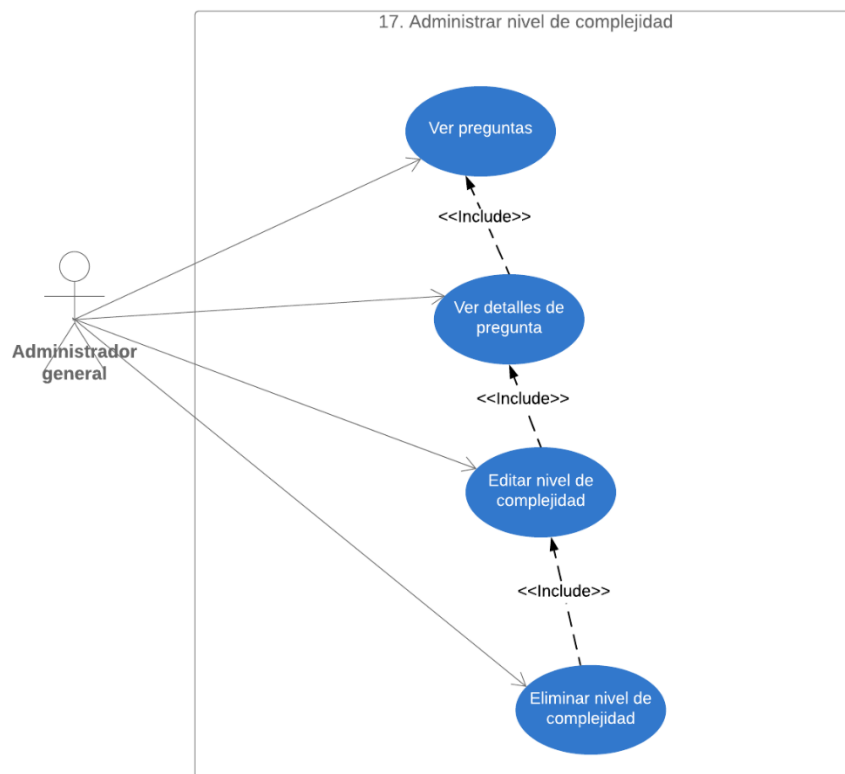 17. Administrar nivel de complejidad
Ver preguntas
<<Include>>
Ver detalles de
pregunta
Administrador
general
<<Include>>
Editar nivel de
complejidad
<<Include>>
Eliminar nivel de
complejidad